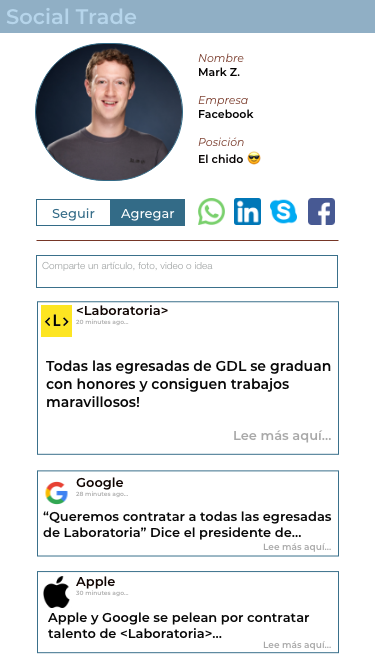 Social Trade
Nombre
Mark Z.
Empresa
Facebook
Posición
El chido 😎
Seguir
Agregar
in
S
f
Comparte un artículo, foto, video o idea
<L>
<Laboratoria>
20 minutes ago...
Todas las egresadas de GDL se graduan
con honores y consiguen trabajos
maravillosos!
Lee más aquí...
Google
28 minutes ago...
“Queremos contratar a todas las egresadas
de Laboratoria” Dice el presidente de...
Lee más aquí...
Apple
30 minutes ago...
Apple y Google se pelean por contratar
talento de <Laboratoria>...
Lee más aquí...